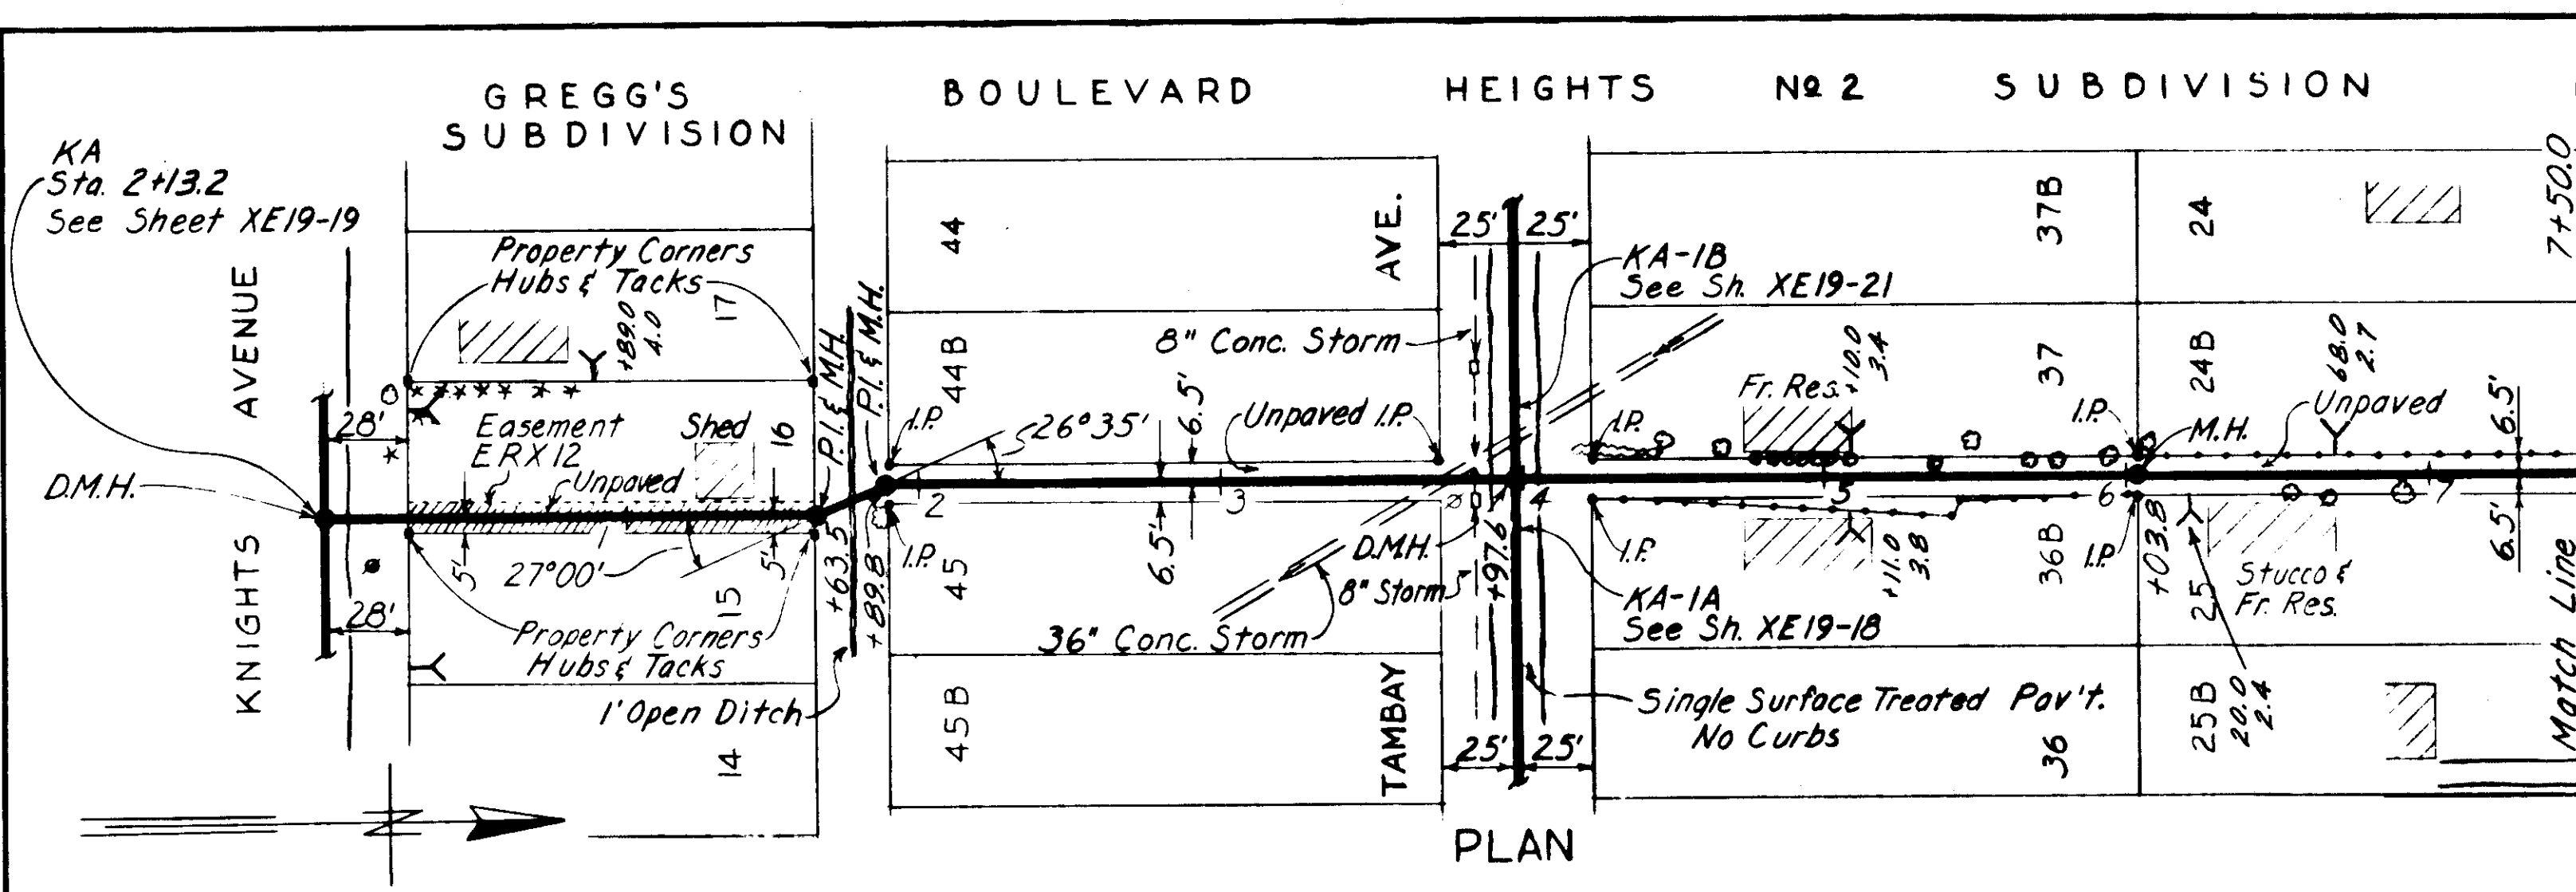 GREGG'S
SUBDIVISION
BOULEVARD HEIGHTS Nº 2 SUBDIVISION
KA
Sta. 2+13.2
See Sheet XE19-19
KNIGHTS AVENUE
D.M.H.
28'
28'
Property Corners
Hubs & Tacks
17
+89.0
4.0
Easement
ERX12
Unpaved
Shed
16
5'
27°00'
5'
15
Property Corners
Hubs & Tacks
1' Open Ditch
14
P.I. & M.H.
+63.5
P.I. & M.H.
+89.8
I.P.
I.P.
44
44B
26°35'
6.5'
Unpaved
I.P.
2
3
6.5'
45
45B
36" Conc. Storm
8" Conc. Storm
TAMBAY AVE.
25'
25'
KA-1B
See Sh. XE19-21
D.M.H.
8" Storm
+97.6
4
KA-1A
See Sh. XE19-18
25'
25'
Single Surface Treated Pav't.
No Curbs
I.P.
I.P.
Fr. Res.
+10.0
3.4
5
+11.0
3.8
37B
37
36B
36
I.P.
M.H.
6
I.P.
+03.8
24
24B
68.0
2.7
Unpaved
7
25
25B
20.0
2.4
Stucco &
Fr. Res.
6.5'
6.5'
7+50.0
Match Line
PLAN